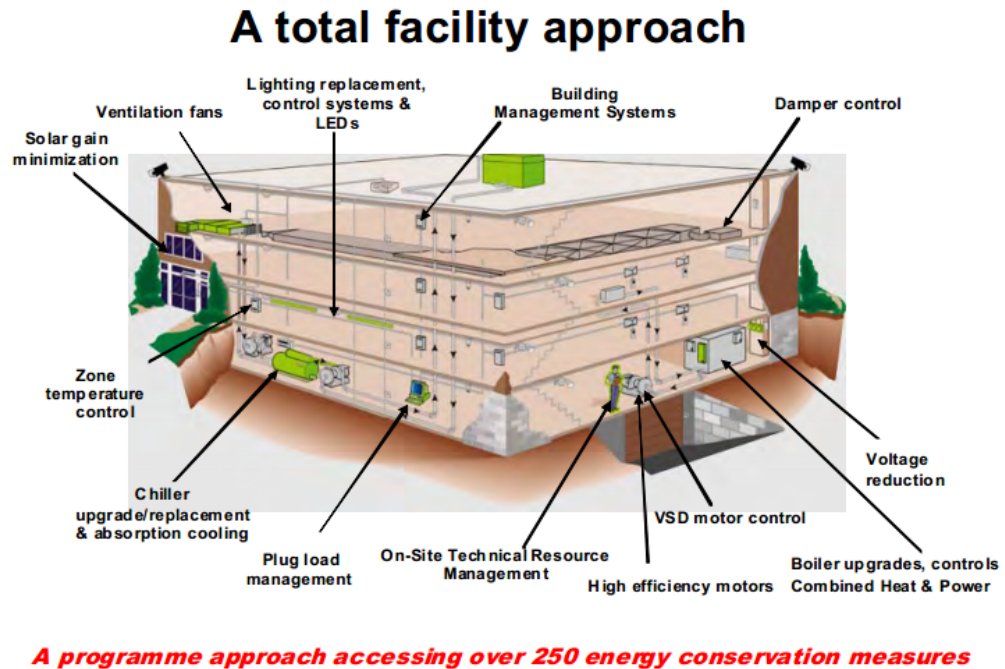 A total facility approach
Lighting replacement,
control systems &
LEDs
Building
Management Systems
Damper control
Ventilation fans
Solar gain
minimization
Zone
temperature
control
Chiller
upgrade/replacement
& absorption cooling
Plug load
management
On-Site Technical Resource
Management
High efficiency motors
VSD motor control
Voltage
reduction
Boiler upgrades, controls
Combined Heat & Power
A programme approach accessing over 250 energy conservation measures